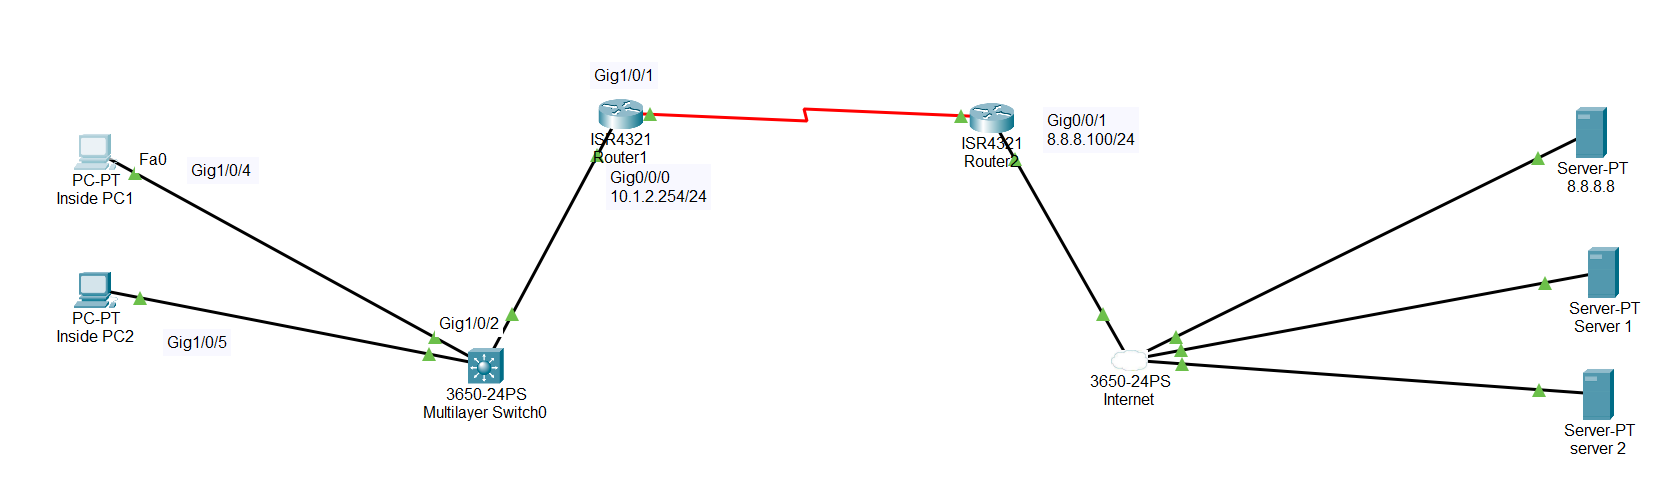 Gig1/0/1
ISR4321
Router1
Gig0/0/0
10.1.2.254/24
ISR4321
Router2
Gig0/0/1
8.8.8.100/24
Fa0
Gig1/0/4
PC-PT
Inside PC1
PC-PT
Inside PC2
Gig1/0/5
Gig1/0/2
3650-24PS
Multilayer Switch0
3650-24PS
Internet
Server-PT
8.8.8.8
Server-PT
Server 1
Server-PT
server 2